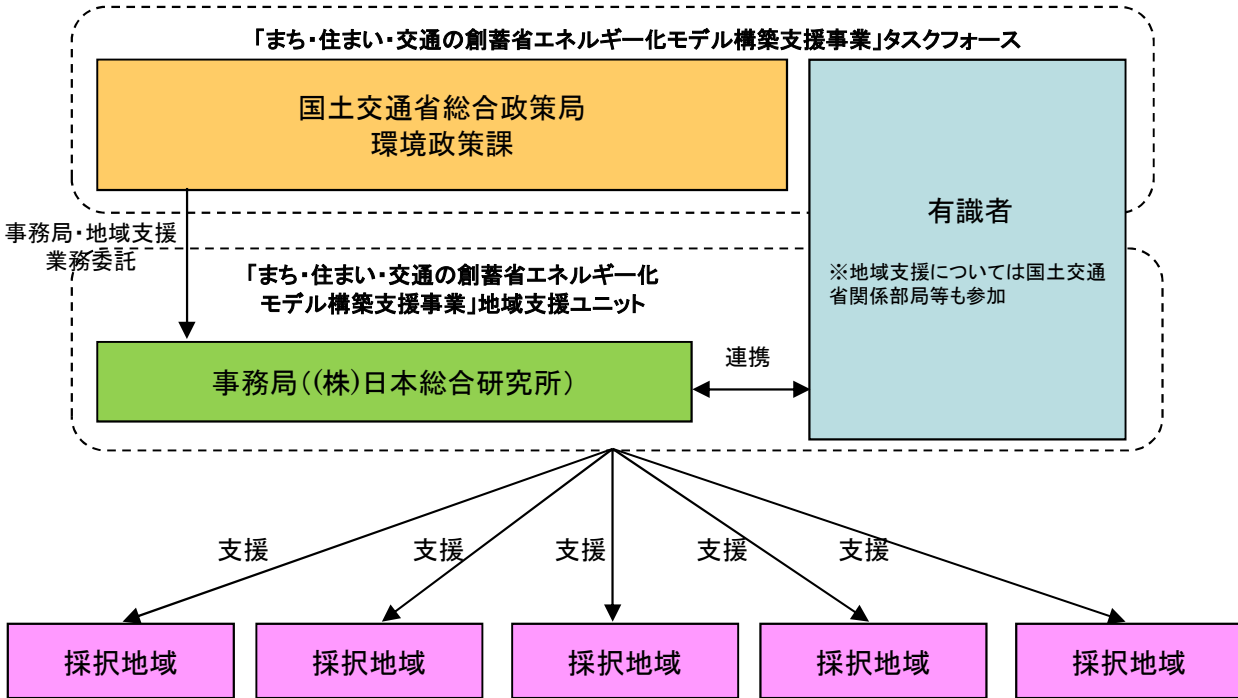 「まち・住まい・交通の創蓄省エネルギー化モデル構築支援事業」タスクフォース
国土交通省総合政策局
環境政策課
有識者
※地域支援については国土交通
省関係部局等も参加
事務局・地域支援
業務委託
「まち・住まい・交通の創蓄省エネルギー化
モデル構築支援事業」地域支援ユニット
事務局((株)日本総合研究所)
連携
支援
支援
支援
支援
支援
採択地域
採択地域
採択地域
採択地域
採択地域